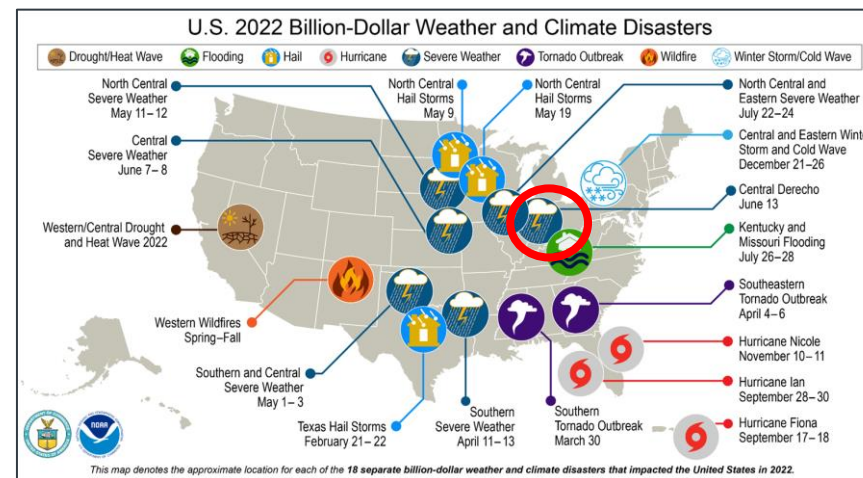 U.S. 2022 Billion-Dollar Weather and Climate Disasters
Drought/Heat Wave
Flooding
Hail
Hurricane
Severe Weather
Tornado Outbreak
Wildfire
Winter Storm/Cold Wave
North Central
Severe Weather
May 11–12
North Central
Hail Storms
May 9
North Central
Hail Storms
May 19
North Central and
Eastern Severe Weather
July 22–24
Central
Severe Weather
June 7–8
Central and Eastern Winter
Storm and Cold Wave
December 21–26
Central Derecho
June 13
Western/Central Drought
and Heat Wave 2022
Kentucky and
Missouri Flooding
July 26–28
Southeastern
Tornado Outbreak
April 4–6
Western Wildfires
Spring–Fall
Hurricane Nicole
November 10–11
Southern and Central
Severe Weather
May 1–3
Hurricane Ian
September 28–30
Texas Hail Storms
February 21–22
Southern
Severe Weather
April 11–13
Southern
Tornado Outbreak
March 30
Hurricane Fiona
September 17–18
NOAA
This map denotes the approximate location for each of the 18 separate billion-dollar weather and climate disasters that impacted the United States in 2022.